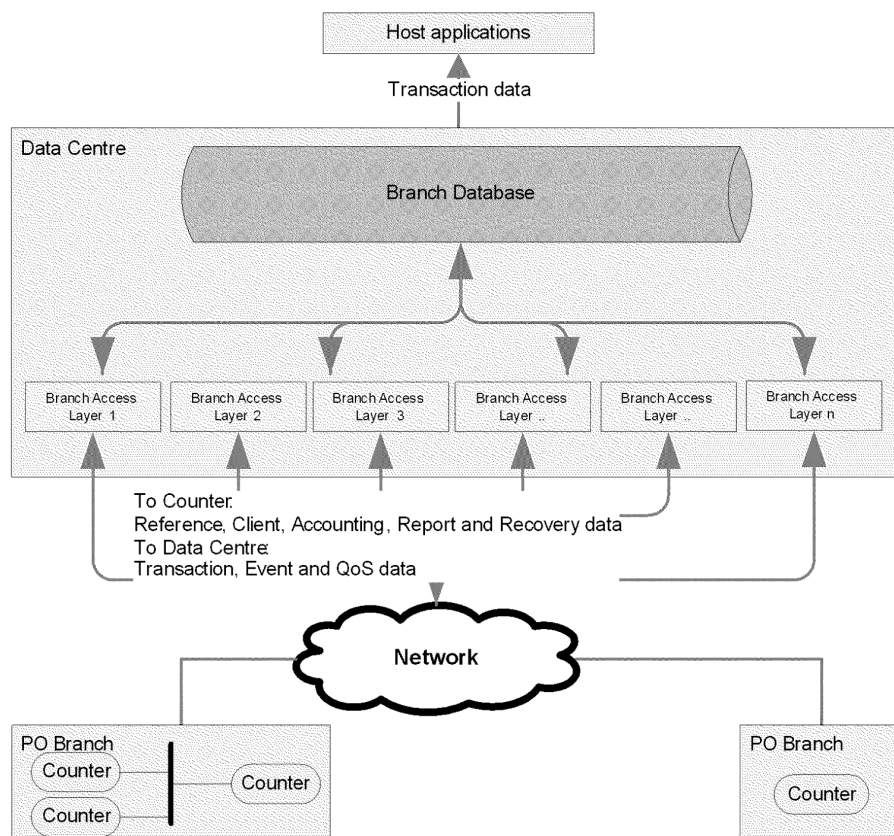 Host applications
Transaction data
Data Centre
Branch Database
Branch Access
Layer 1
Branch Access
Layer 2
Branch Access
Layer 3
Branch Access
Layer ..
Branch Access
Layer ..
Branch Access
Layer n
To Counter:
Reference, Client, Accounting, Report and Recovery data
To Data Centre:
Transaction, Event and QoS data
Network
PO Branch
Counter
Counter
Counter
PO Branch
Counter